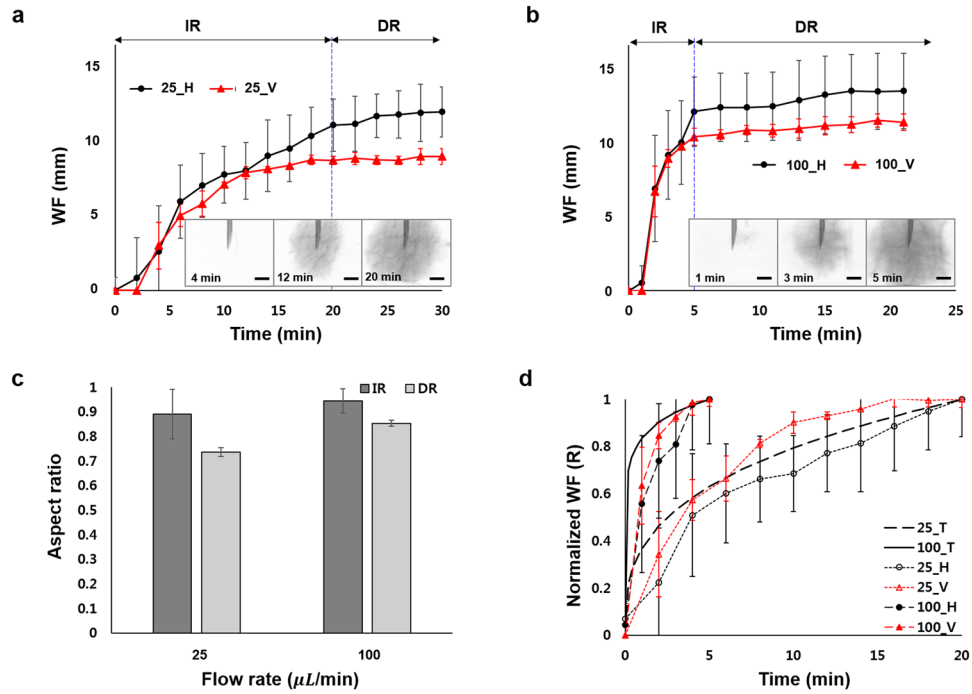 a
IR
DR
WF (mm)
15
10
5
0
25_H
25_V
4 min
12 min
20 min
0
5
10
15
20
25
30
Time (min)
b
IR
DR
WF (mm)
15
10
5
0
100_H
100_V
1 min
3 min
5 min
0
5
10
15
20
25
Time (min)
c
IR
DR
Aspect ratio
1
0.9
0.8
0.7
0.6
0.5
0.4
0.3
0.2
0.1
0
25
100
Flow rate (μL/min)
d
Normalized WF (R)
1
0.8
0.6
0.4
0.2
0
25_T
100_T
25_H
25_V
100_H
100_V
0
5
10
15
20
Time (min)